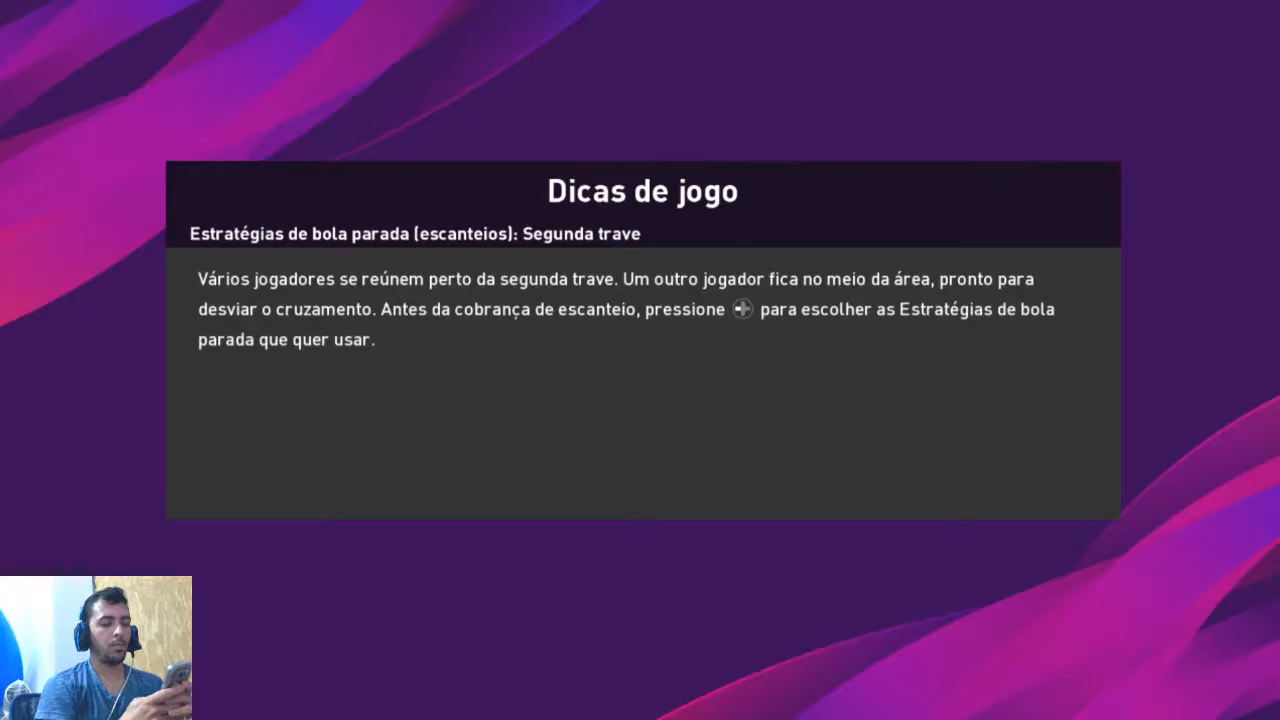 Dicas de jogo
Estratégias de bola parada (escanteios): Segunda trave
Vários jogadores se reúnem perto da segunda trave. Um outro jogador fica no meio da área, pronto para
desviar o cruzamento. Antes da cobrança de escanteio, pressione para escolher as Estratégias de bola
parada que quer usar.